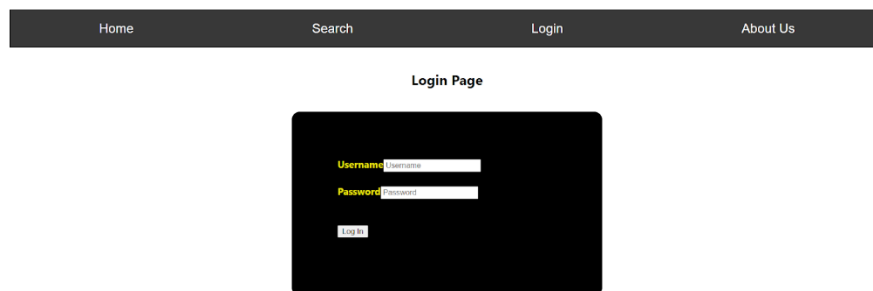 Home Search Login About Us
Login Page
Username Username
Password Password
Log In